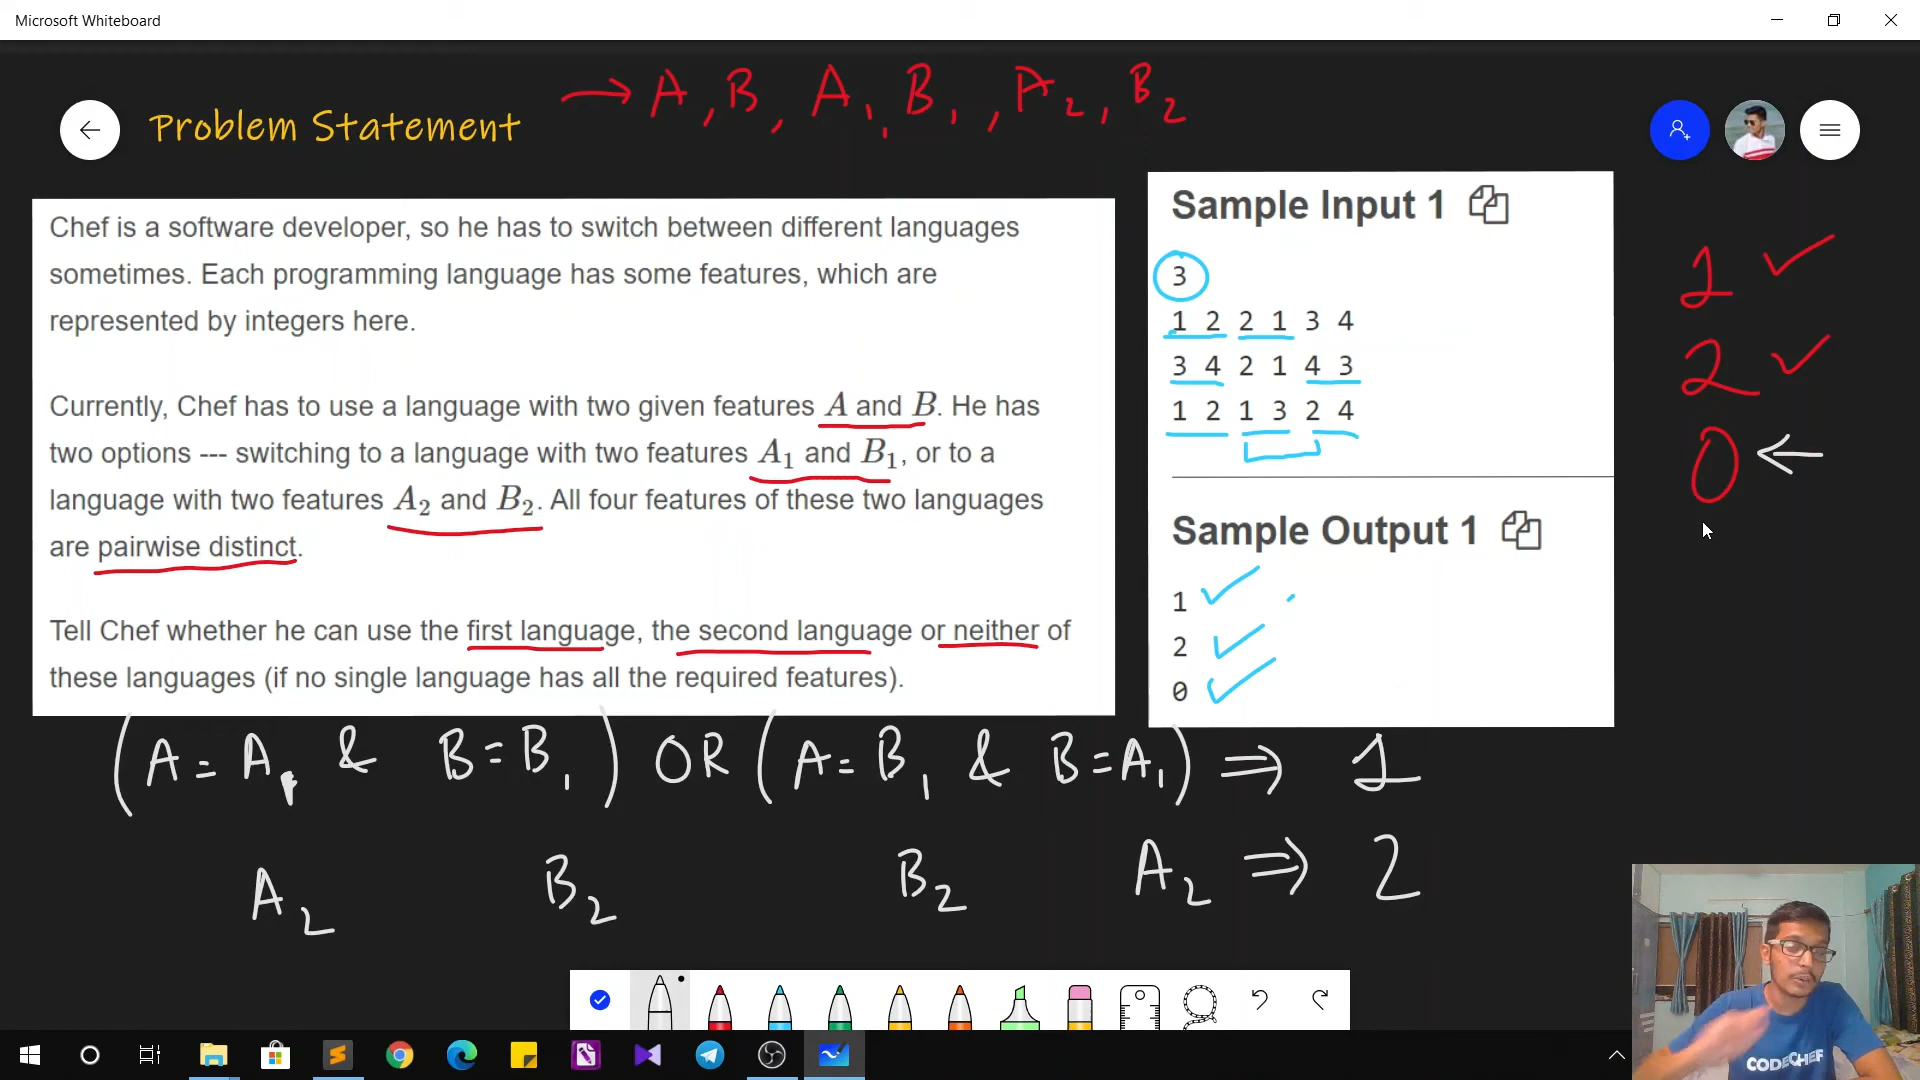 Microsoft Whiteboard
→ A, B, A₁, B₁, A₂, B₂
Problem Statement
Chef is a software developer, so he has to switch between different languages
sometimes. Each programming language has some features, which are
represented by integers here.
Currently, Chef has to use a language with two given features A and B. He has
two options --- switching to a language with two features A₁ and B₁, or to a
language with two features A₂ and B₂. All four features of these two languages
are pairwise distinct.
Tell Chef whether he can use the first language, the second language or neither of
these languages (if no single language has all the required features).
Sample Input 1
3
1 2 2 1 3 4
3 4 2 1 4 3
1 2 1 3 2 4
Sample Output 1
1
2
0
1 ✓
2 ✓
0 ←
(A = A₁ & B = B₁) OR (A = B₁ & B = A₁) ⇒ 1
A₂ B₂ B₂ A₂ ⇒ 2
CODECHEF